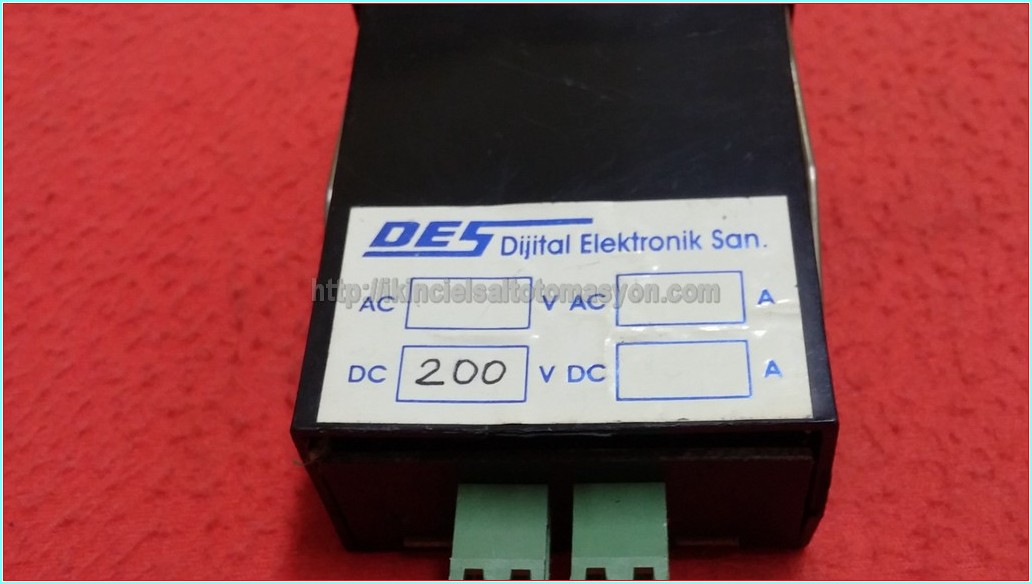 DES Dijital Elektronik San.
http://ikincielsaltotomasyon.com
AC V AC A
DC 200 V DC A